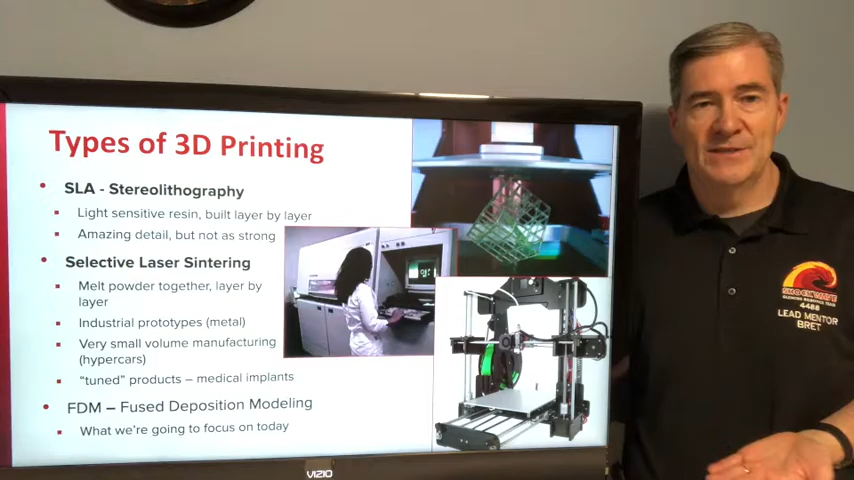 Types of 3D Printing
• SLA - Stereolithography
▪ Light sensitive resin, built layer by layer
▪ Amazing detail, but not as strong
• Selective Laser Sintering
▪ Melt powder together, layer by
layer
▪ Industrial prototypes (metal)
▪ Very small volume manufacturing
(hypercars)
▪ “tuned” products – medical implants
• FDM – Fused Deposition Modeling
▪ What we’re going to focus on today
VIZIO
SHOCKWAVE
4488
LEAD MENTOR
BRET